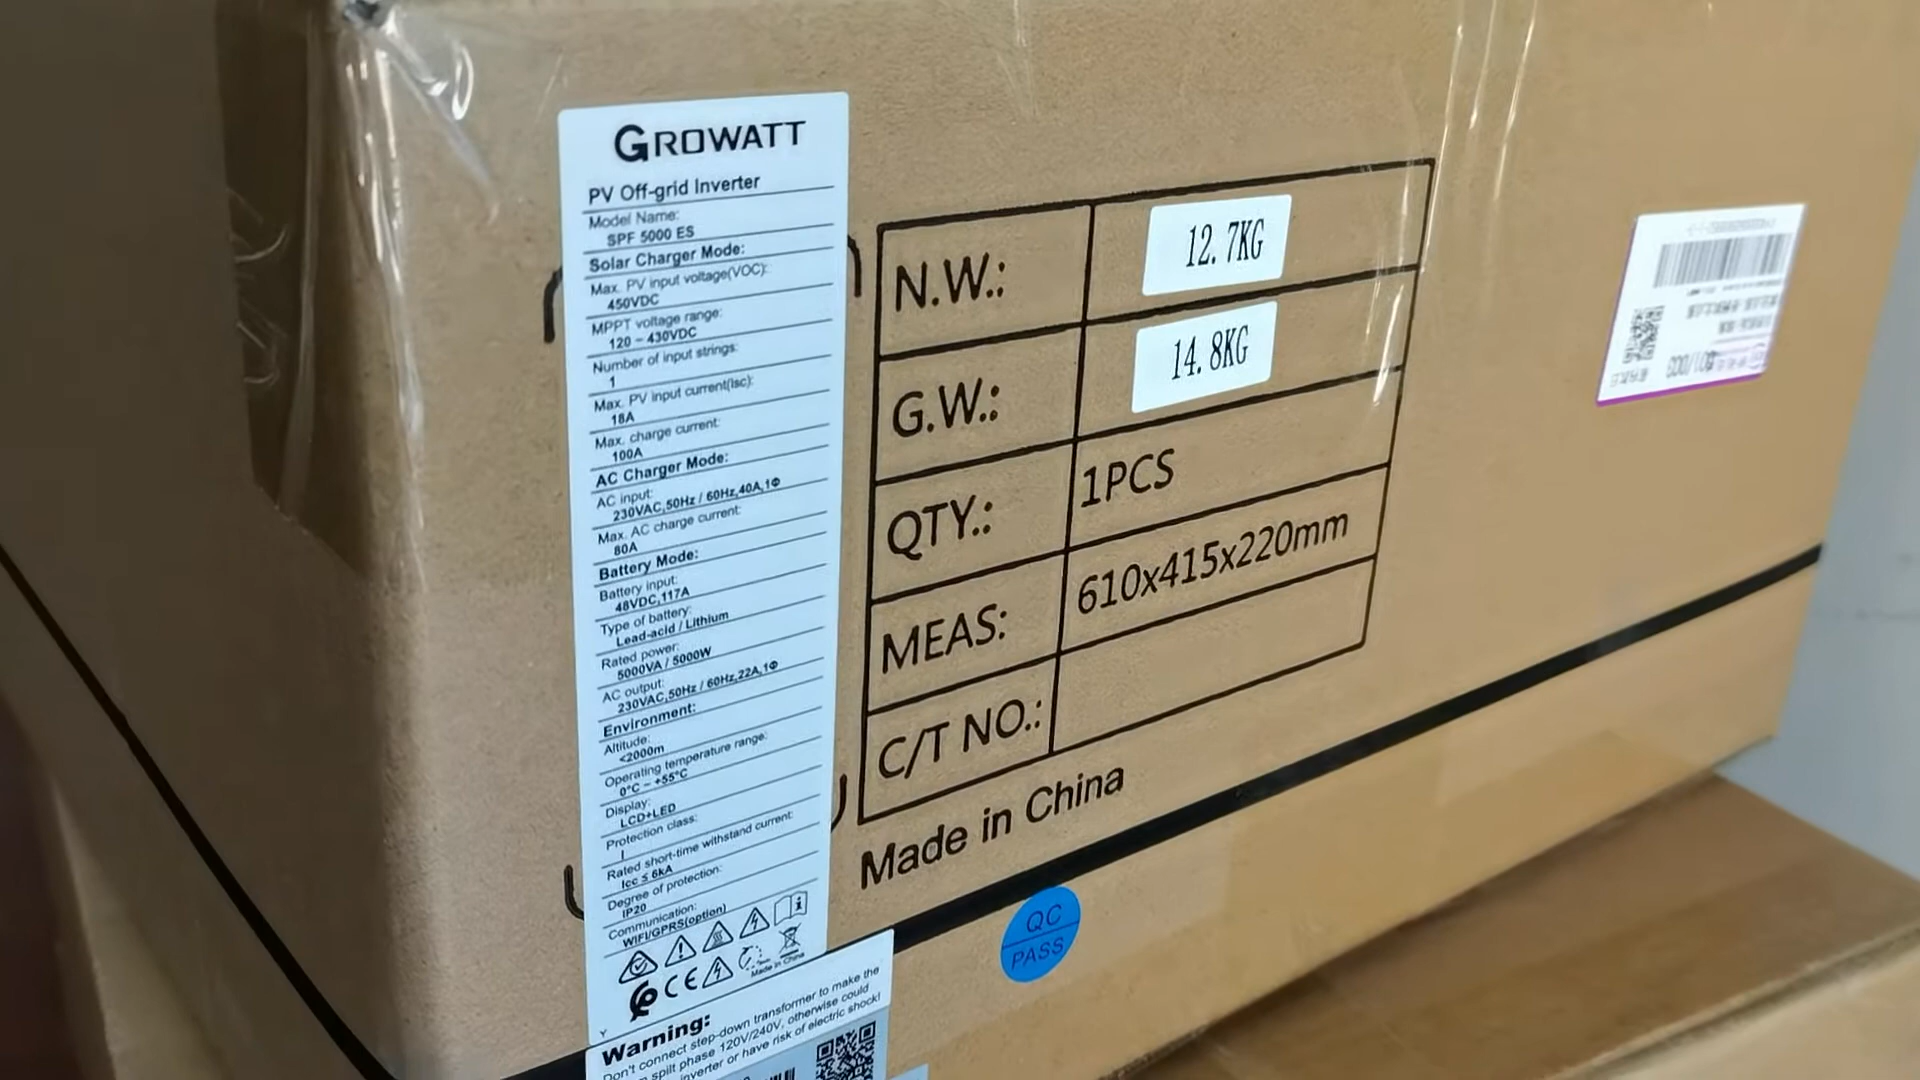 GROWATT
PV Off-grid Inverter
Model Name:
SPF 5000 ES
Solar Charger Mode:
Max. PV input voltage(VOC):
450VDC
MPPT voltage range:
120 ~ 430VDC
Number of input strings:
1
Max. PV input current(Isc):
18A
Max. charge current:
100A
AC Charger Mode:
AC input:
230VAC,50Hz / 60Hz,40A,1Φ
Max. AC charge current:
80A
Battery Mode:
Battery input:
48VDC,117A
Type of battery:
Lead-acid / Lithium
Rated power:
5000VA / 5000W
AC output:
230VAC,50Hz / 60Hz,22A,1Φ
Environment:
Altitude:
<2000m
Operating temperature range:
0°C ~ +55°C
Display:
LCD+LED
Protection class:
I
Rated short-time withstand current:
Icc ≤ 6kA
Degree of protection:
IP20
Communication:
WIFI/GPRS(option)
CE
Made in China
Y
Warning:
Don't connect step-down transformer to make the
spilt phase 120V/240V, otherwise could
inverter or have risk of electric shock!
N.W.: 12.7KG
G.W.: 14.8KG
QTY.: 1PCS
MEAS: 610x415x220mm
C/T NO.:
Made in China
QC
PASS